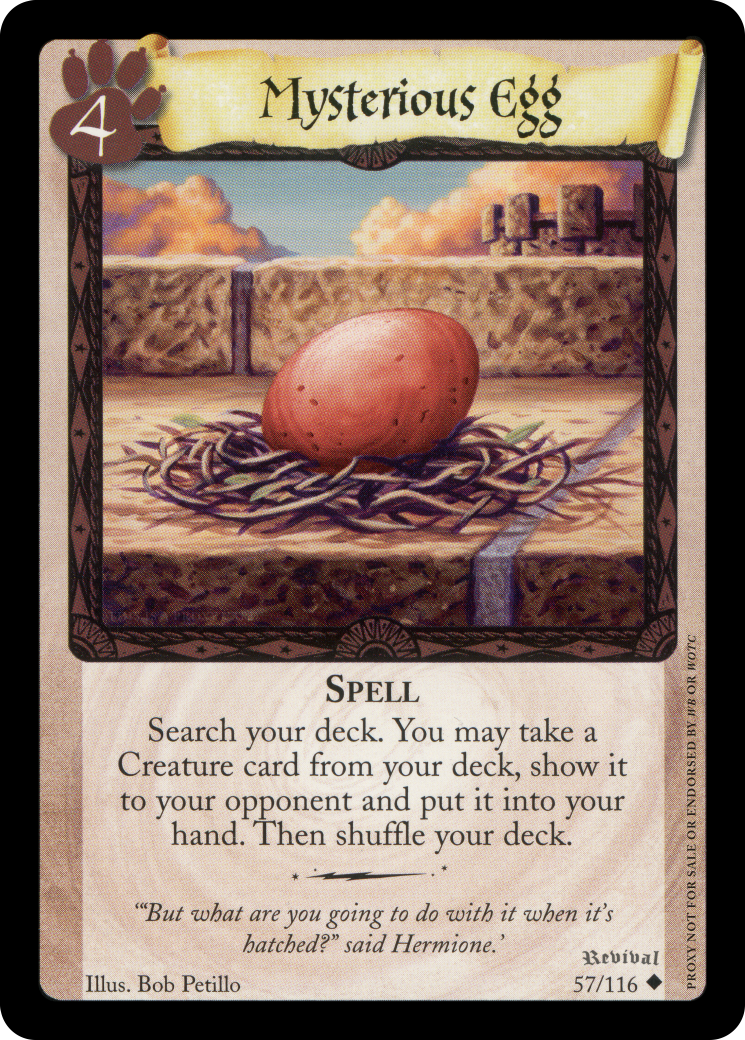 4
Mysterious Egg
SPELL
Search your deck. You may take a
Creature card from your deck, show it
to your opponent and put it into your
hand. Then shuffle your deck.
“‘But what are you going to do with it when it’s
hatched?” said Hermione.’
Revival
Illus. Bob Petillo
57/116
PROXY NOT FOR SALE OR ENDORSED BY WB OR WOTC